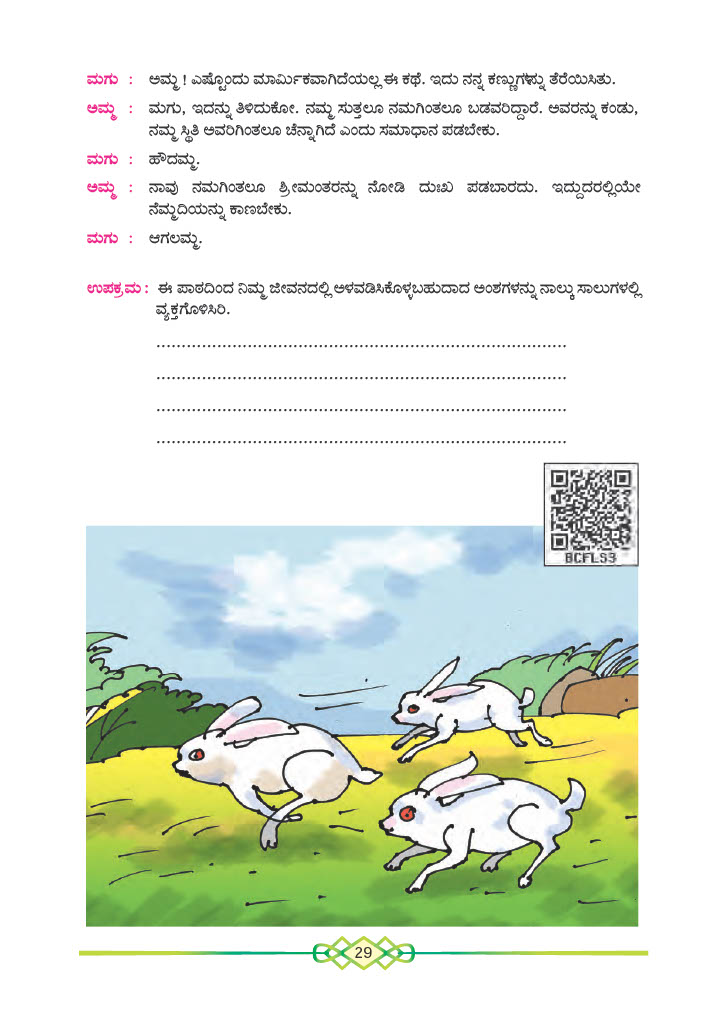 ಮಗು : ಅಮ್ಮ ! ಎಷ್ಟೊಂದು ಮಾರ್ಮಿಕವಾಗಿದೆಯಲ್ಲ ಈ ಕಥೆ. ಇದು ನನ್ನ ಕಣ್ಣುಗಳನ್ನು ತೆರೆಯಿಸಿತು.
ಅಮ್ಮ : ಮಗು, ಇದನ್ನು ತಿಳಿದುಕೋ. ನಮ್ಮ ಸುತ್ತಲೂ ನಮಗಿಂತಲೂ ಬಡವರಿದ್ದಾರೆ. ಅವರನ್ನು ಕಂಡು,
ನಮ್ಮ ಸ್ಥಿತಿ ಅವರಿಗಿಂತಲೂ ಚೆನ್ನಾಗಿದೆ ಎಂದು ಸಮಾಧಾನ ಪಡಬೇಕು.
ಮಗು : ಹೌದಮ್ಮ.
ಅಮ್ಮ : ನಾವು ನಮಗಿಂತಲೂ ಶ್ರೀಮಂತರನ್ನು ನೋಡಿ ದುಃಖ ಪಡಬಾರದು. ಇದ್ದುದರಲ್ಲಿಯೇ
ನೆಮ್ಮದಿಯನ್ನು ಕಾಣಬೇಕು.
ಮಗು : ಆಗಲಮ್ಮ.
ಉಪಕ್ರಮ : ಈ ಪಾಠದಿಂದ ನಿಮ್ಮ ಜೀವನದಲ್ಲಿ ಅಳವಡಿಸಿಕೊಳ್ಳಬಹುದಾದ ಅಂಶಗಳನ್ನು ನಾಲ್ಕು ಸಾಲುಗಳಲ್ಲಿ
ವ್ಯಕ್ತಗೊಳಿಸಿರಿ.
................................................................................
................................................................................
................................................................................
................................................................................
BCFLS3
29